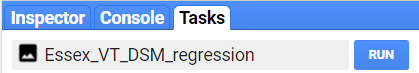 Inspector Console Tasks
Essex_VT_DSM_regression RUN